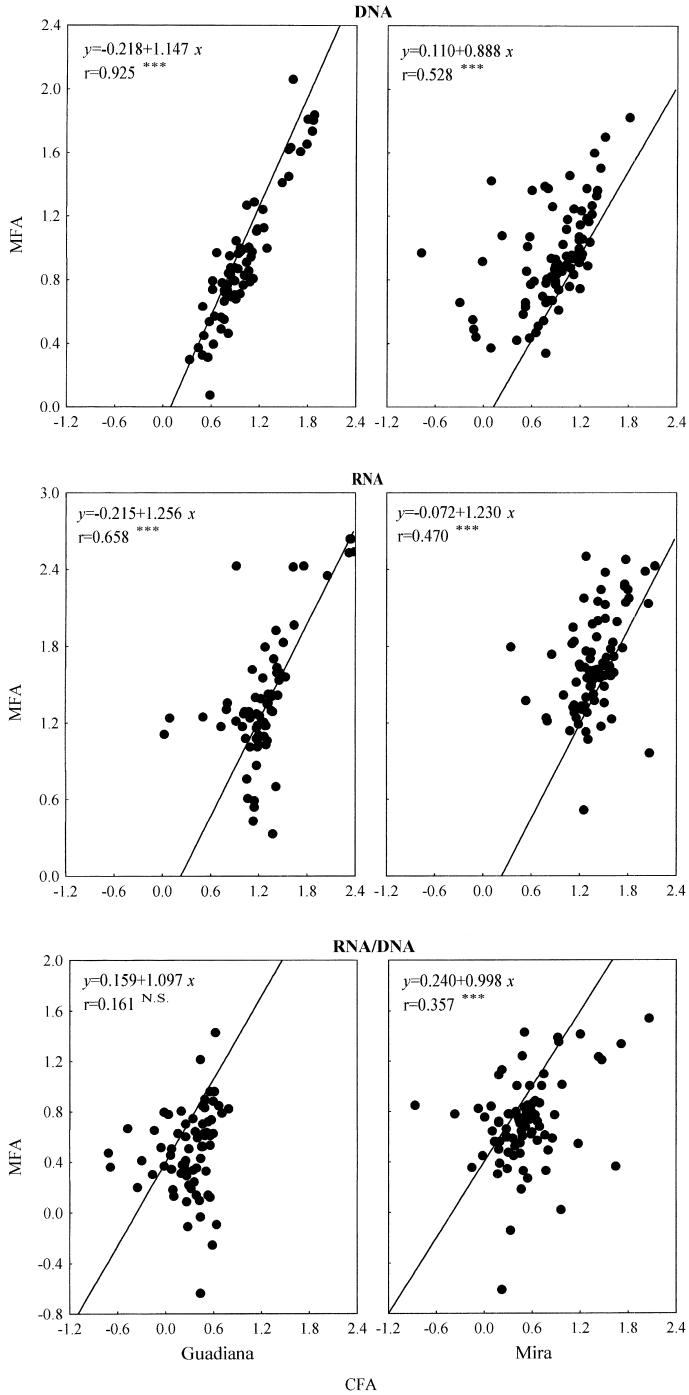 DNA
y=-0.218+1.147 x
r=0.925 ***
y=0.110+0.888 x
r=0.528 ***
2.4
2.0
1.6
1.2
0.8
0.4
0.0
MFA
-1.2 -0.6 0.0 0.6 1.2 1.8 2.4
-1.2 -0.6 0.0 0.6 1.2 1.8 2.4
RNA
y=-0.215+1.256 x
r=0.658 ***
y=-0.072+1.230 x
r=0.470 ***
3.0
2.4
1.8
1.2
0.6
0.0
MFA
-1.2 -0.6 0.0 0.6 1.2 1.8 2.4
-1.2 -0.6 0.0 0.6 1.2 1.8 2.4
RNA/DNA
y=0.159+1.097 x
r=0.161 N.S.
y=0.240+0.998 x
r=0.357 ***
2.0
1.6
1.2
0.8
0.4
0.0
-0.4
-0.8
MFA
-1.2 -0.6 0.0 0.6 1.2 1.8 2.4
-1.2 -0.6 0.0 0.6 1.2 1.8 2.4
Guadiana Mira
CFA